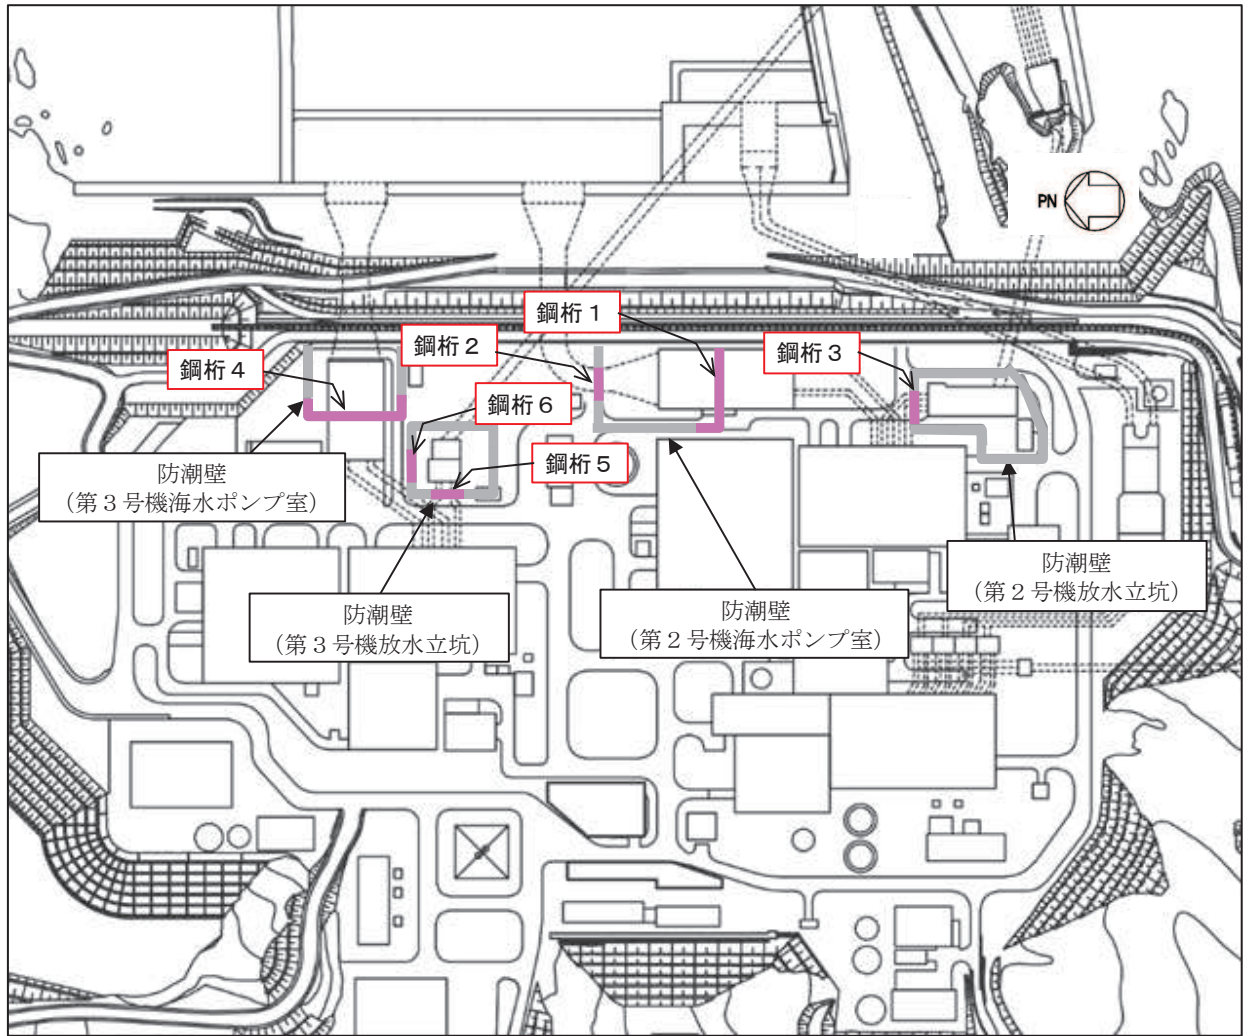 PN
鋼桁１
鋼桁２
鋼桁３
鋼桁４
鋼桁６
鋼桁５
防潮壁
（第３号機海水ポンプ室）
防潮壁
（第２号機放水立坑）
防潮壁
（第３号機放水立坑）
防潮壁
（第２号機海水ポンプ室）